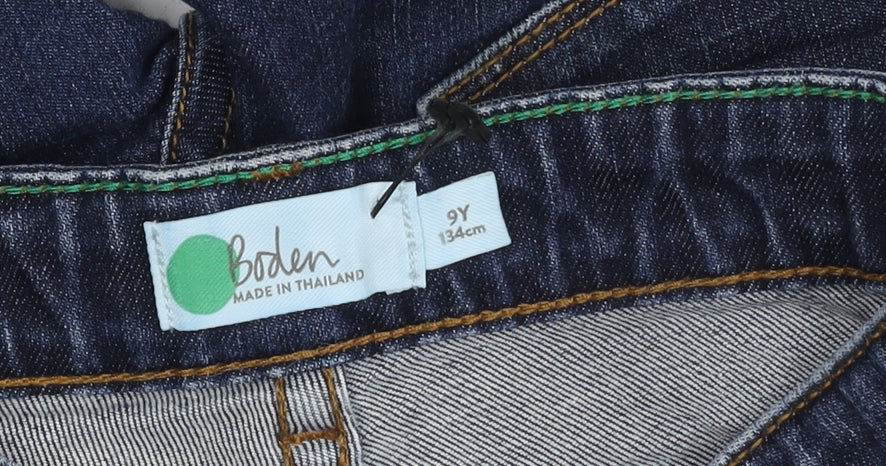 Boden
MADE IN THAILAND
9Y
134cm